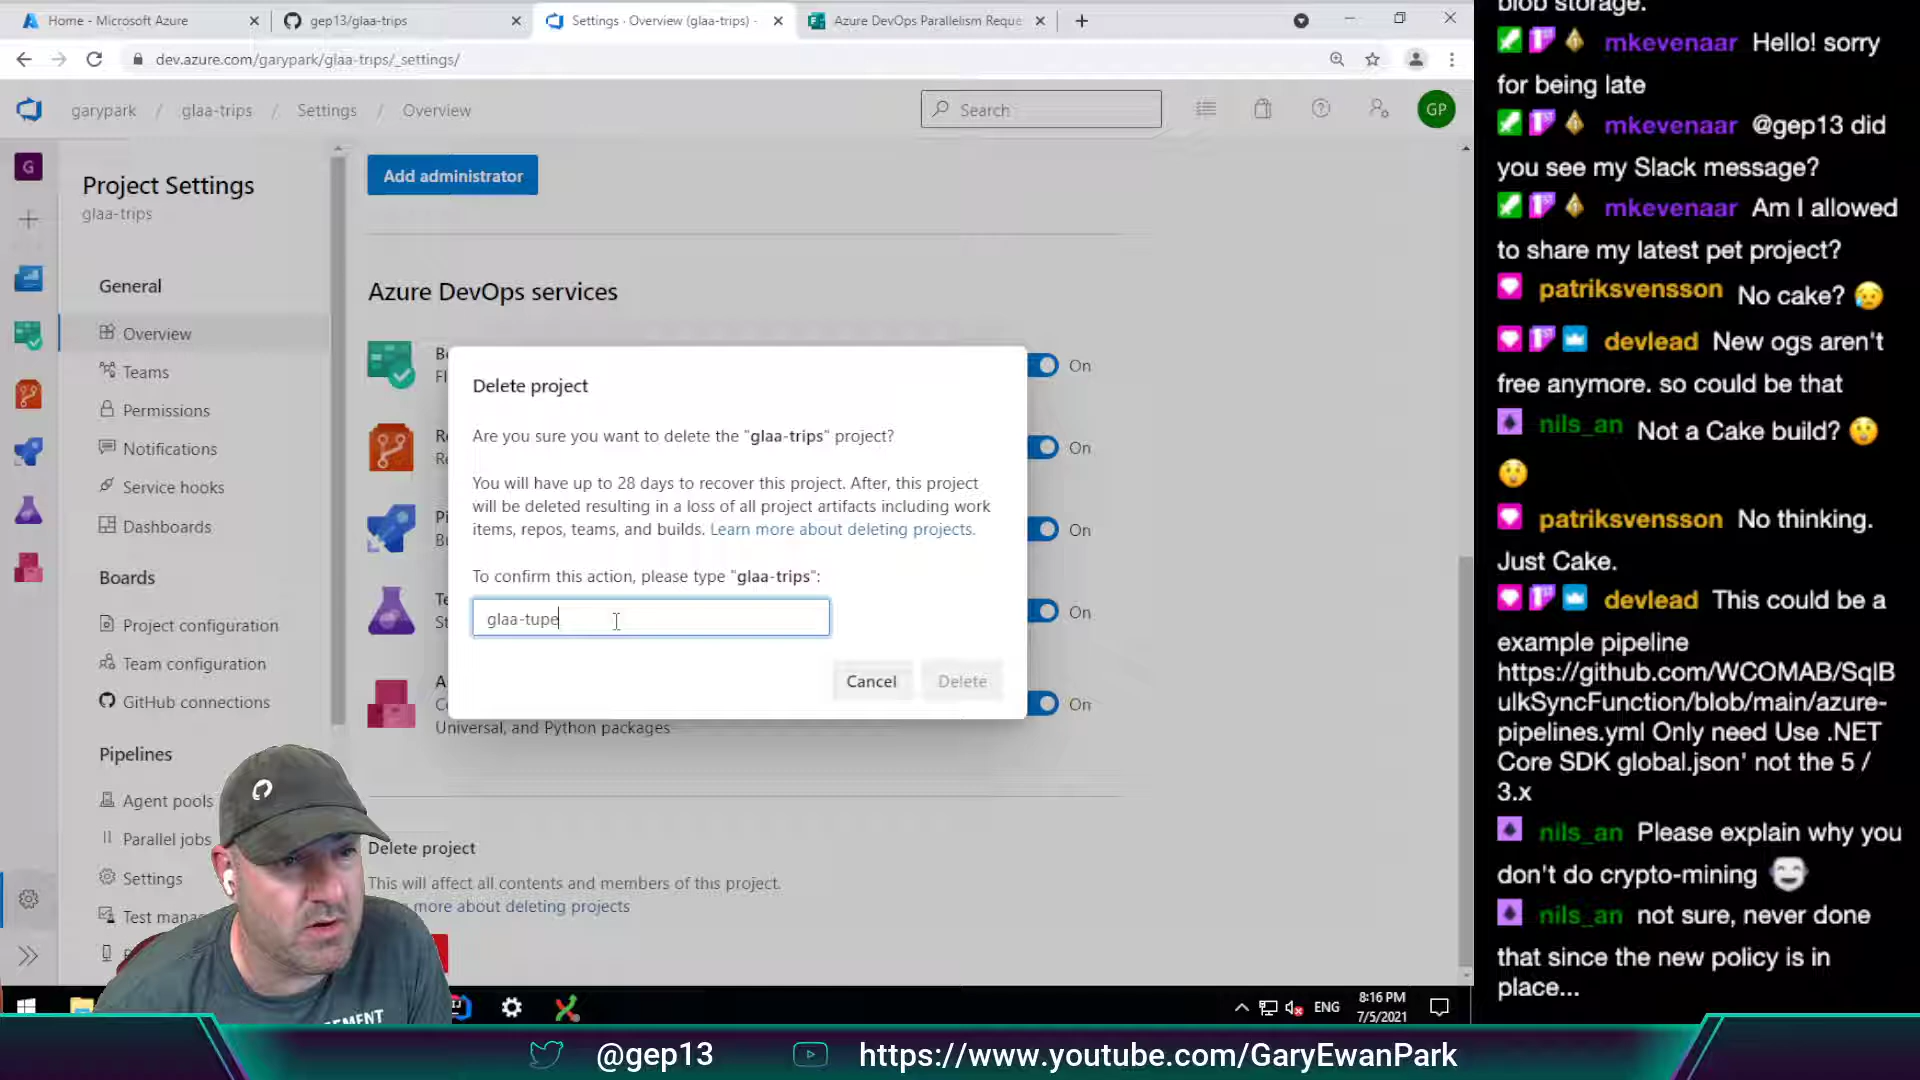 Home - Microsoft Azure
gep13/glaa-trips
Settings · Overview (glaa-trips) -
Azure DevOps Parallelism Reque
dev.azure.com/garypark/glaa-trips/_settings/
garypark / glaa-trips / Settings / Overview
Search
GP
G
Project Settings
glaa-trips
General
Overview
Teams
Permissions
Notifications
Service hooks
Dashboards
Boards
Project configuration
Team configuration
GitHub connections
Pipelines
Agent pools
Parallel jobs
Settings
Test mana
Add administrator
Azure DevOps services
On
On
On
On
On
Universal, and Python packages
Delete project
Are you sure you want to delete the "glaa-trips" project?
You will have up to 28 days to recover this project. After, this project
will be deleted resulting in a loss of all project artifacts including work
items, repos, teams, and builds. Learn more about deleting projects.
To confirm this action, please type "glaa-trips":
glaa-tupe
Cancel
Delete
Delete project
This will affect all contents and members of this project.
more about deleting projects
ENG
8:16 PM
7/5/2021
@gep13
https://www.youtube.com/GaryEwanPark
blob storage.
mkevenaar Hello! sorry
for being late
mkevenaar @gep13 did
you see my Slack message?
mkevenaar Am I allowed
to share my latest pet project?
patriksvensson No cake? 😥
devlead New ogs aren't
free anymore. so could be that
nils_an Not a Cake build? 😲
😲
patriksvensson No thinking.
Just Cake.
devlead This could be a
example pipeline
https://github.com/WCOMAB/SqlB
ulkSyncFunction/blob/main/azure-
pipelines.yml Only need Use .NET
Core SDK global.json' not the 5 /
3.x
nils_an Please explain why you
don't do crypto-mining
nils_an not sure, never done
that since the new policy is in
place...